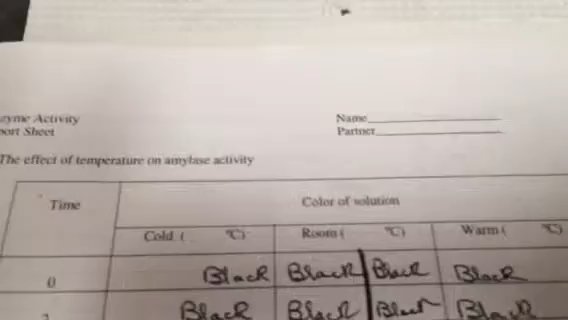 zyme Activity
Name
port Sheet
Partner
The effect of temperature on amylase activity
Time
Color of solution
Cold ( °C)
Room ( °C)
Warm ( °C)
0 Black Black Black Black
Black Black Black Black